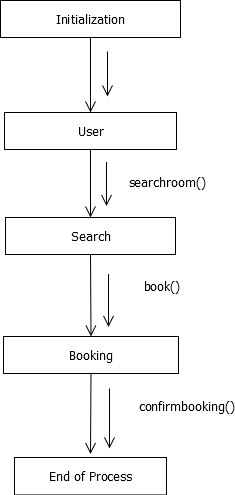 Initialization
User
searchroom()
Search
book()
Booking
confirmbooking()
End of Process